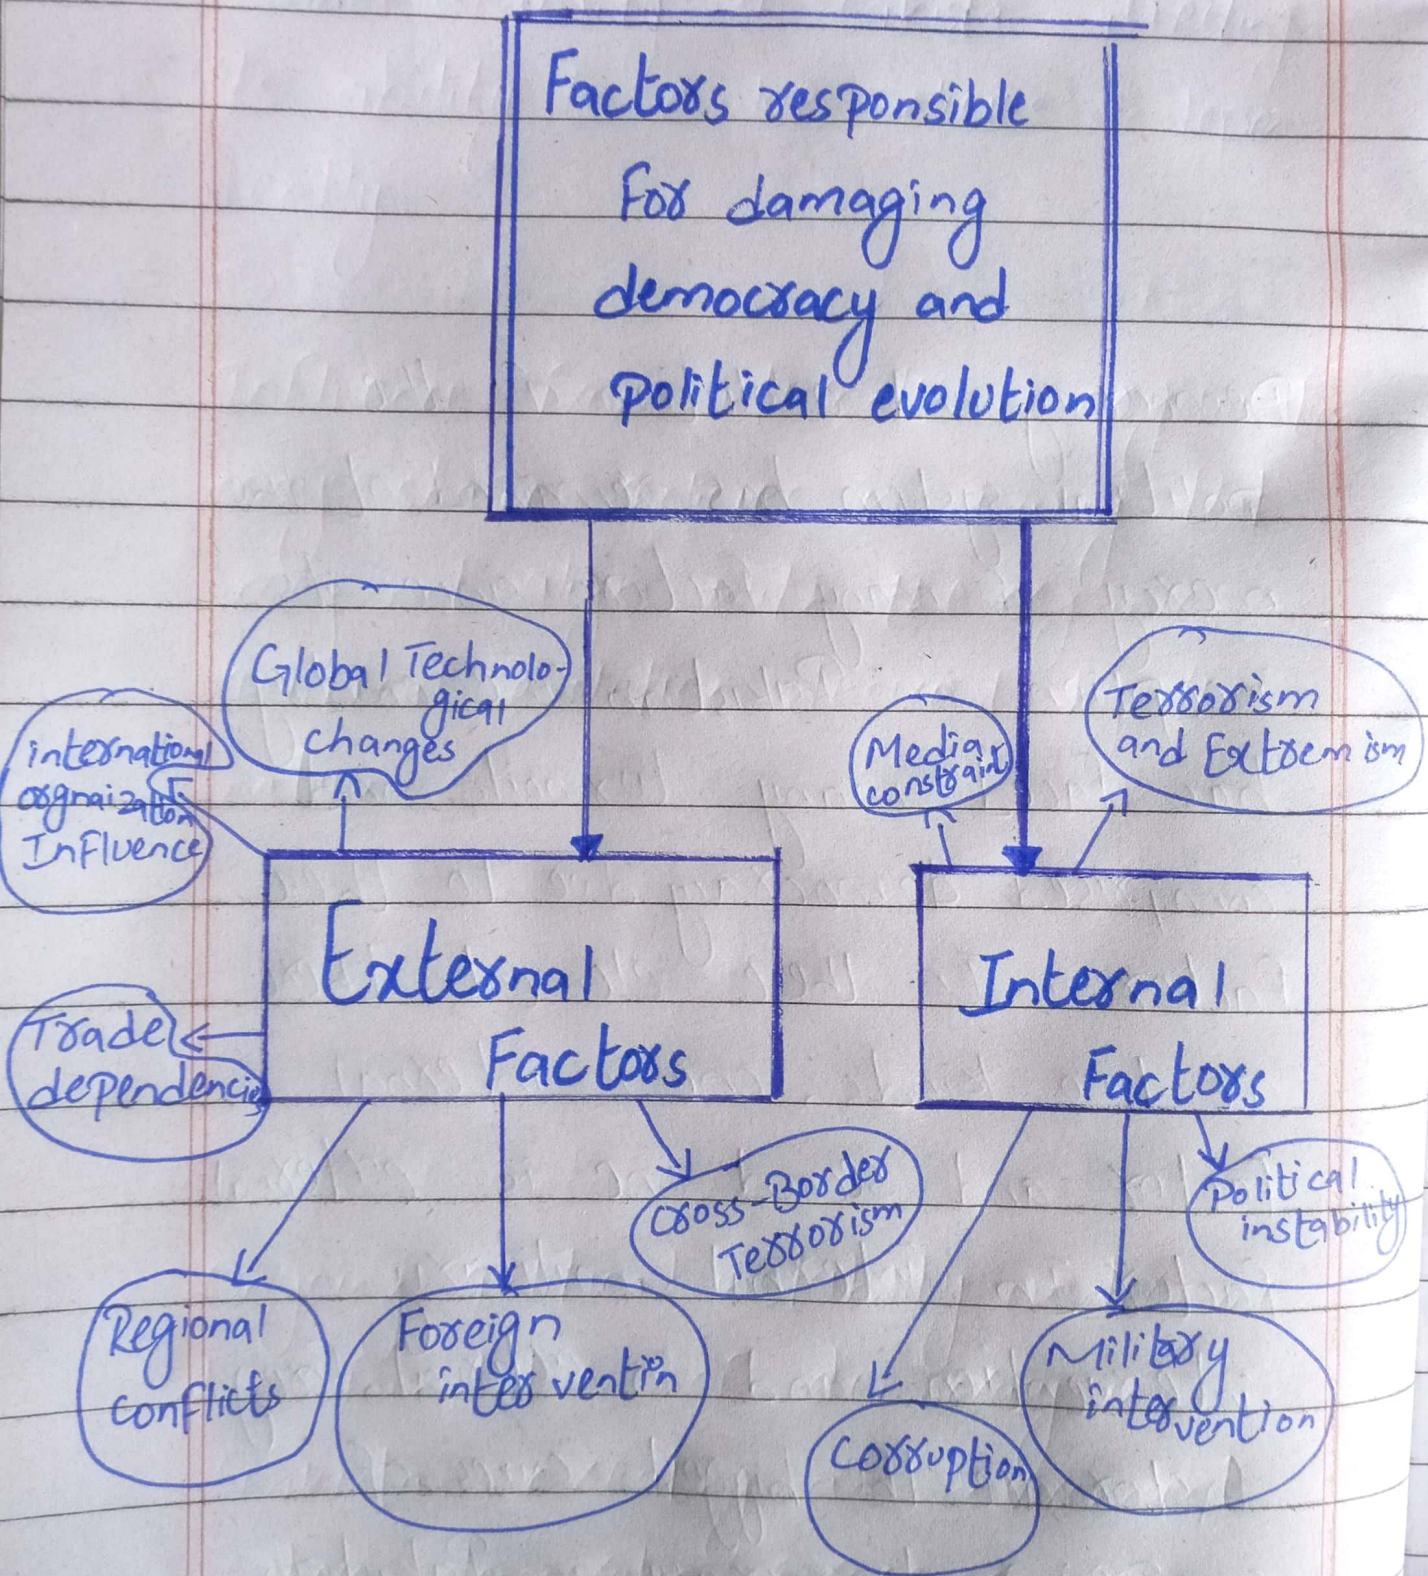 Factors responsible
For damaging
democracy and
political evolution
Global Technolo-
gical
changes
international
orgnaization
Influence
Media
constraint
Terrorism
and Extremism
External
Factors
Internal
Factors
Trade
dependencies
Cross-Border
Terrorism
Political
instability
Regional
conflicts
Foreign
interventin
Military
intervention
Corruption